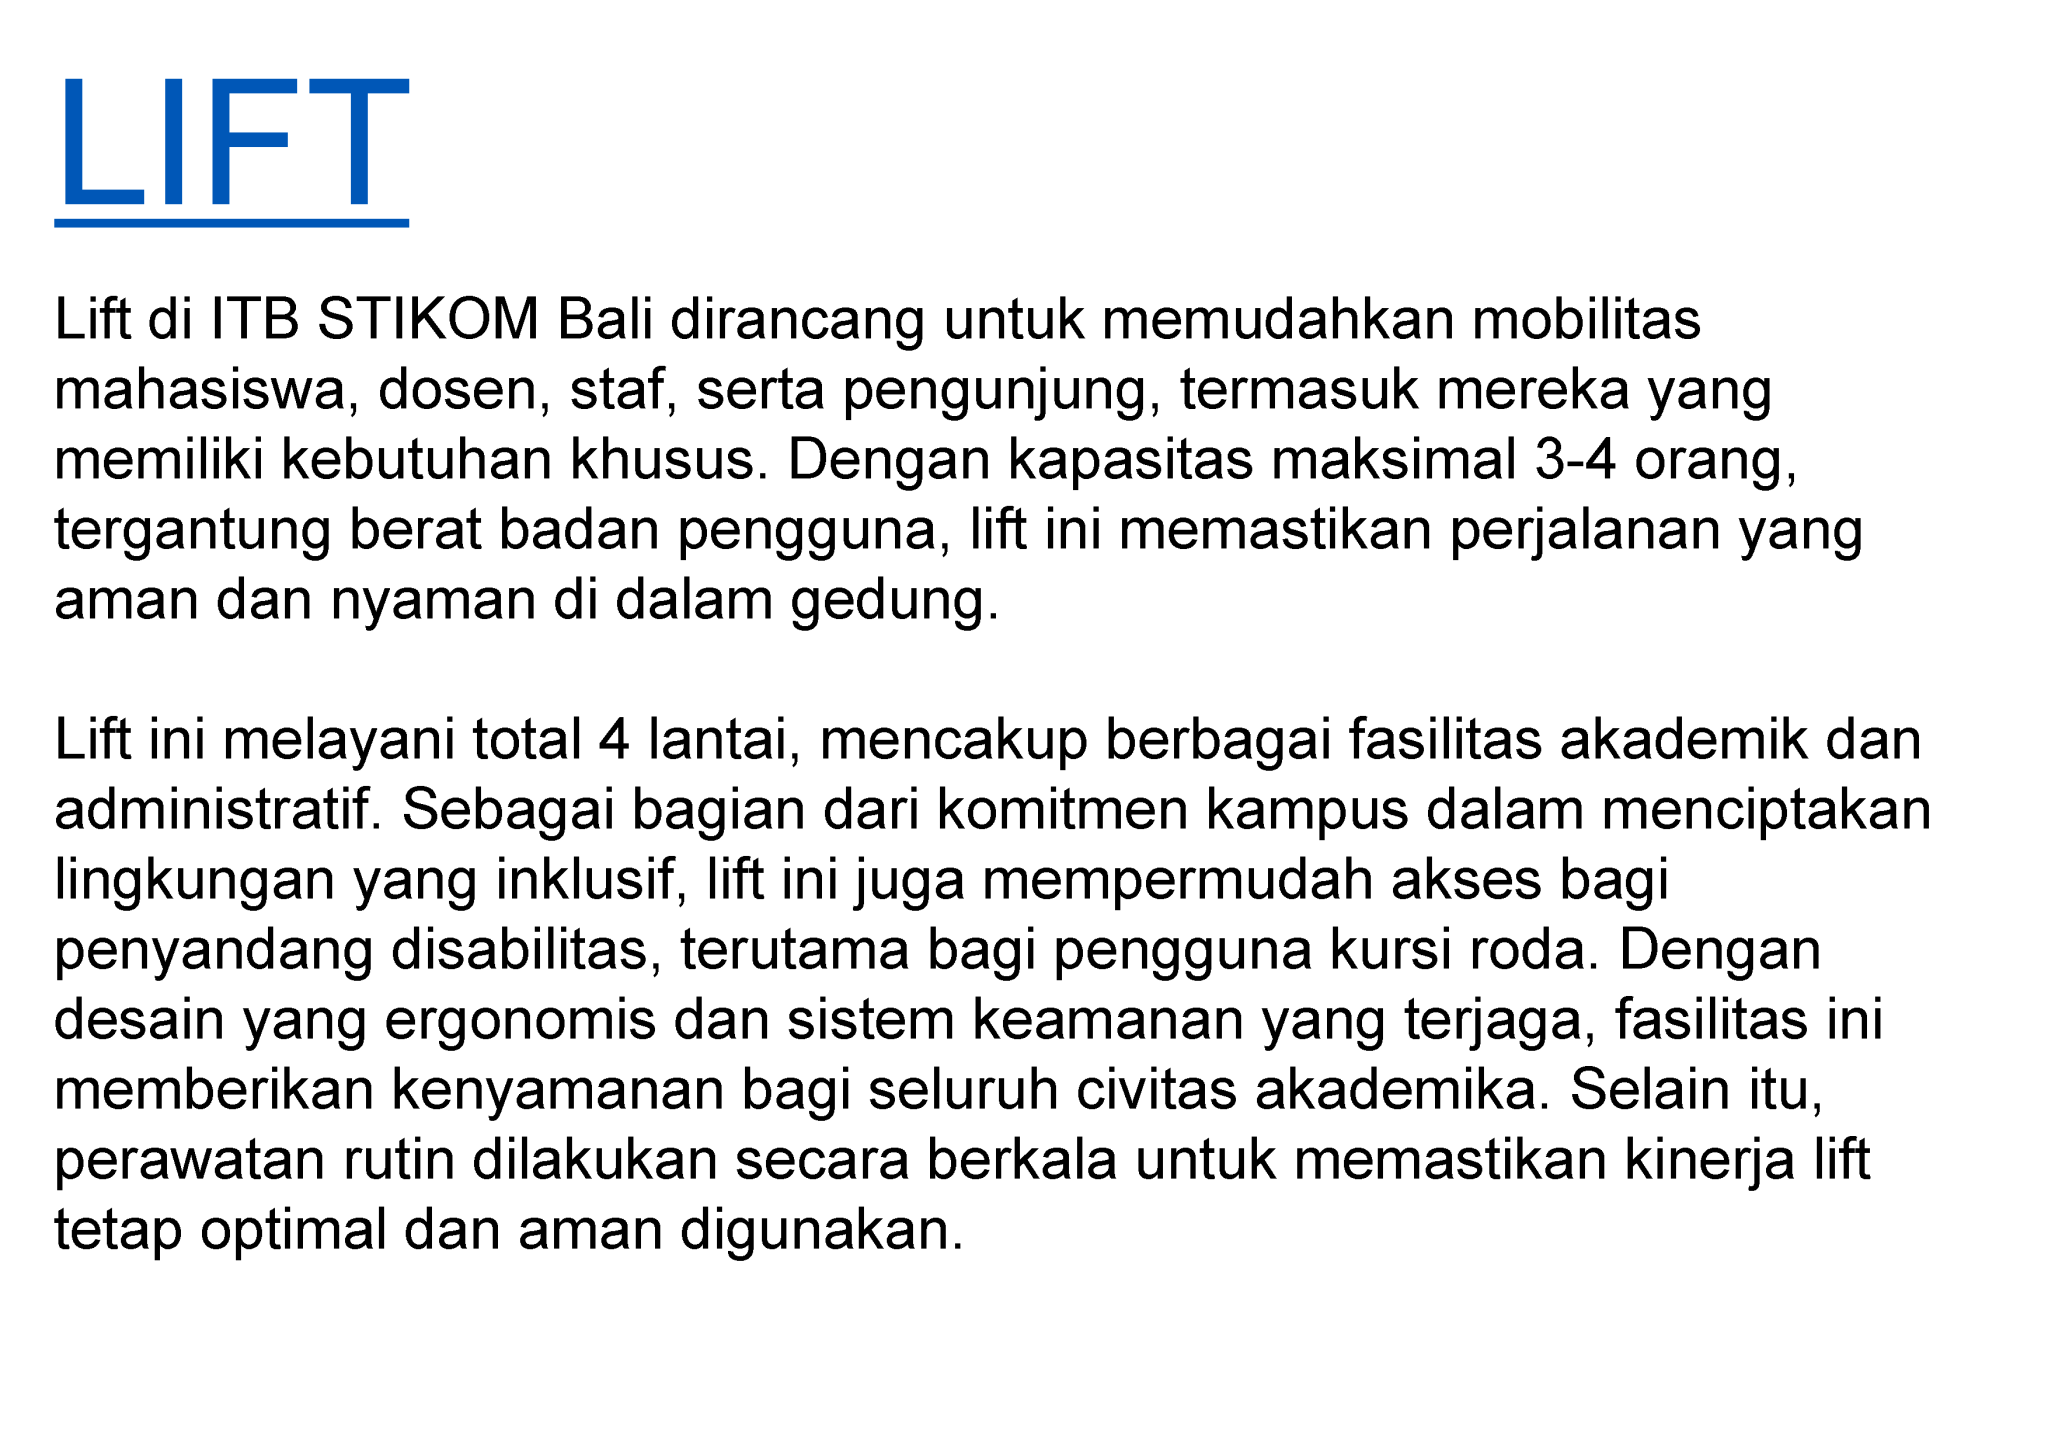 LIFT
Lift di ITB STIKOM Bali dirancang untuk memudahkan mobilitas
mahasiswa, dosen, staf, serta pengunjung, termasuk mereka yang
memiliki kebutuhan khusus. Dengan kapasitas maksimal 3-4 orang,
tergantung berat badan pengguna, lift ini memastikan perjalanan yang
aman dan nyaman di dalam gedung.
Lift ini melayani total 4 lantai, mencakup berbagai fasilitas akademik dan
administratif. Sebagai bagian dari komitmen kampus dalam menciptakan
lingkungan yang inklusif, lift ini juga mempermudah akses bagi
penyandang disabilitas, terutama bagi pengguna kursi roda. Dengan
desain yang ergonomis dan sistem keamanan yang terjaga, fasilitas ini
memberikan kenyamanan bagi seluruh civitas akademika. Selain itu,
perawatan rutin dilakukan secara berkala untuk memastikan kinerja lift
tetap optimal dan aman digunakan.